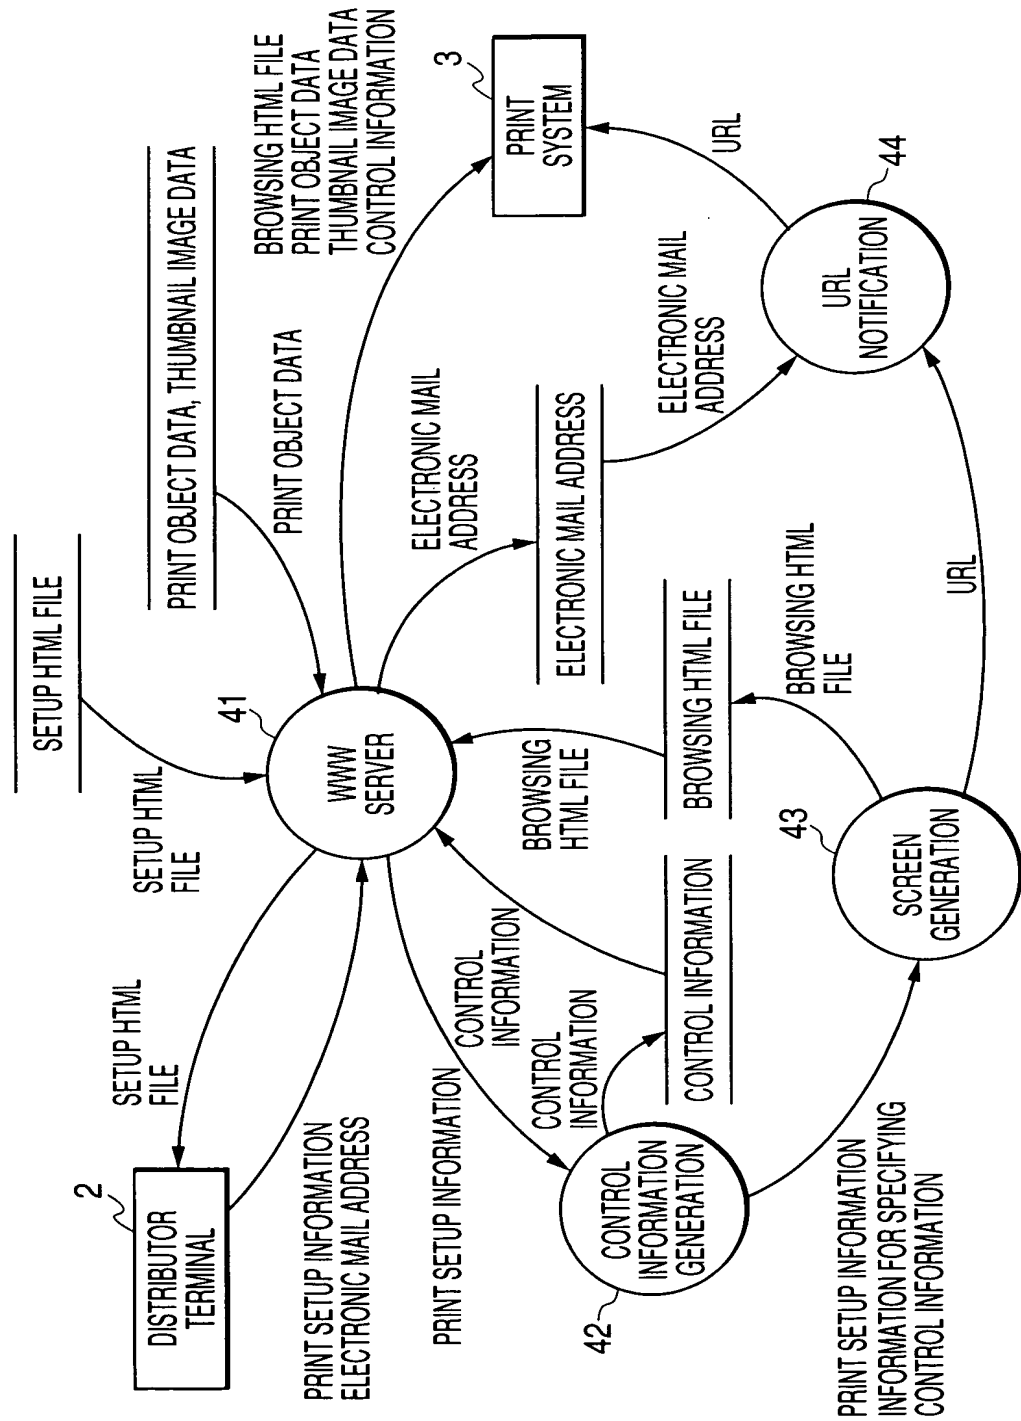 DISTRIBUTOR
TERMINAL
2
SETUP HTML
FILE
SETUP HTML
FILE
SETUP HTML FILE
PRINT SETUP INFORMATION
ELECTRONIC MAIL ADDRESS
WWW
SERVER
41
PRINT OBJECT DATA, THUMBNAIL IMAGE DATA
PRINT OBJECT DATA
BROWSING HTML FILE
PRINT OBJECT DATA
THUMBNAIL IMAGE DATA
CONTROL INFORMATION
PRINT
SYSTEM
3
PRINT SETUP INFORMATION
CONTROL
INFORMATION
CONTROL
INFORMATION
BROWSING
HTML FILE
ELECTRONIC MAIL
ADDRESS
ELECTRONIC MAIL ADDRESS
ELECTRONIC MAIL
ADDRESS
URL
CONTROL
INFORMATION
GENERATION
42
CONTROL INFORMATION
BROWSING HTML FILE
BROWSING HTML
FILE
URL
NOTIFICATION
44
PRINT SETUP INFORMATION
INFORMATION FOR SPECIFYING
CONTROL INFORMATION
SCREEN
GENERATION
43
URL